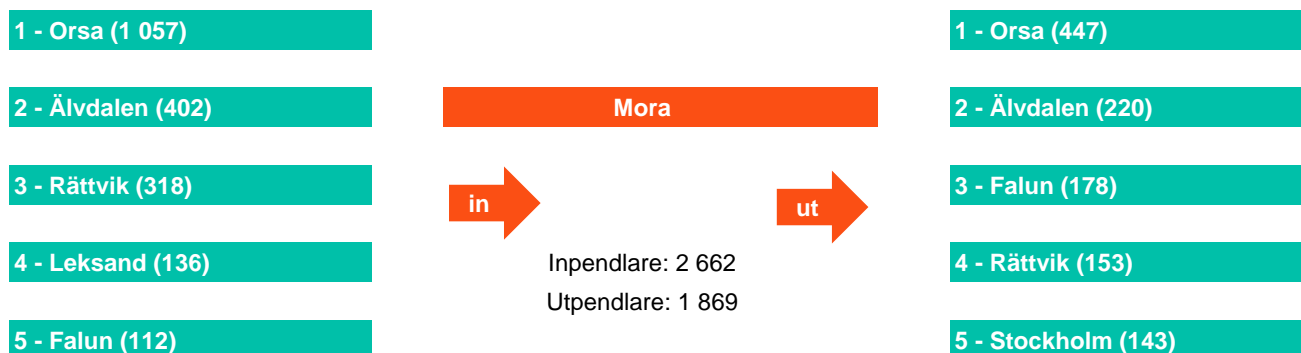 1 - Orsa (1 057)
2 - Älvdalen (402)
3 - Rättvik (318)
4 - Leksand (136)
5 - Falun (112)
Mora
in
ut
Inpendlare: 2 662
Utpendlare: 1 869
1 - Orsa (447)
2 - Älvdalen (220)
3 - Falun (178)
4 - Rättvik (153)
5 - Stockholm (143)